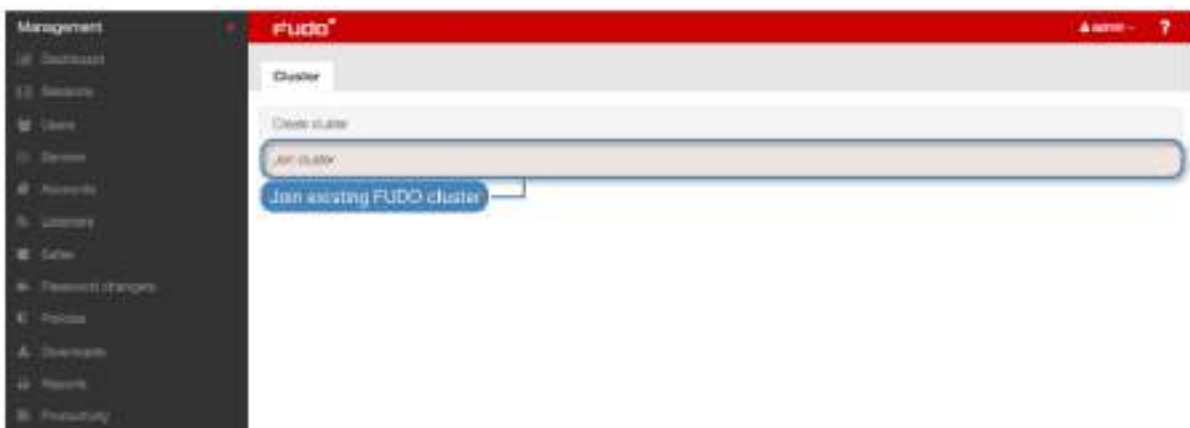 Management
Dashboard
Sessions
Users
Servers
Accounts
Listeners
Safes
Password changers
Policies
Downloads
Reports
Productivity
FUDO
admin
?
Cluster
Create cluster
Join cluster
Join existing FUDO cluster